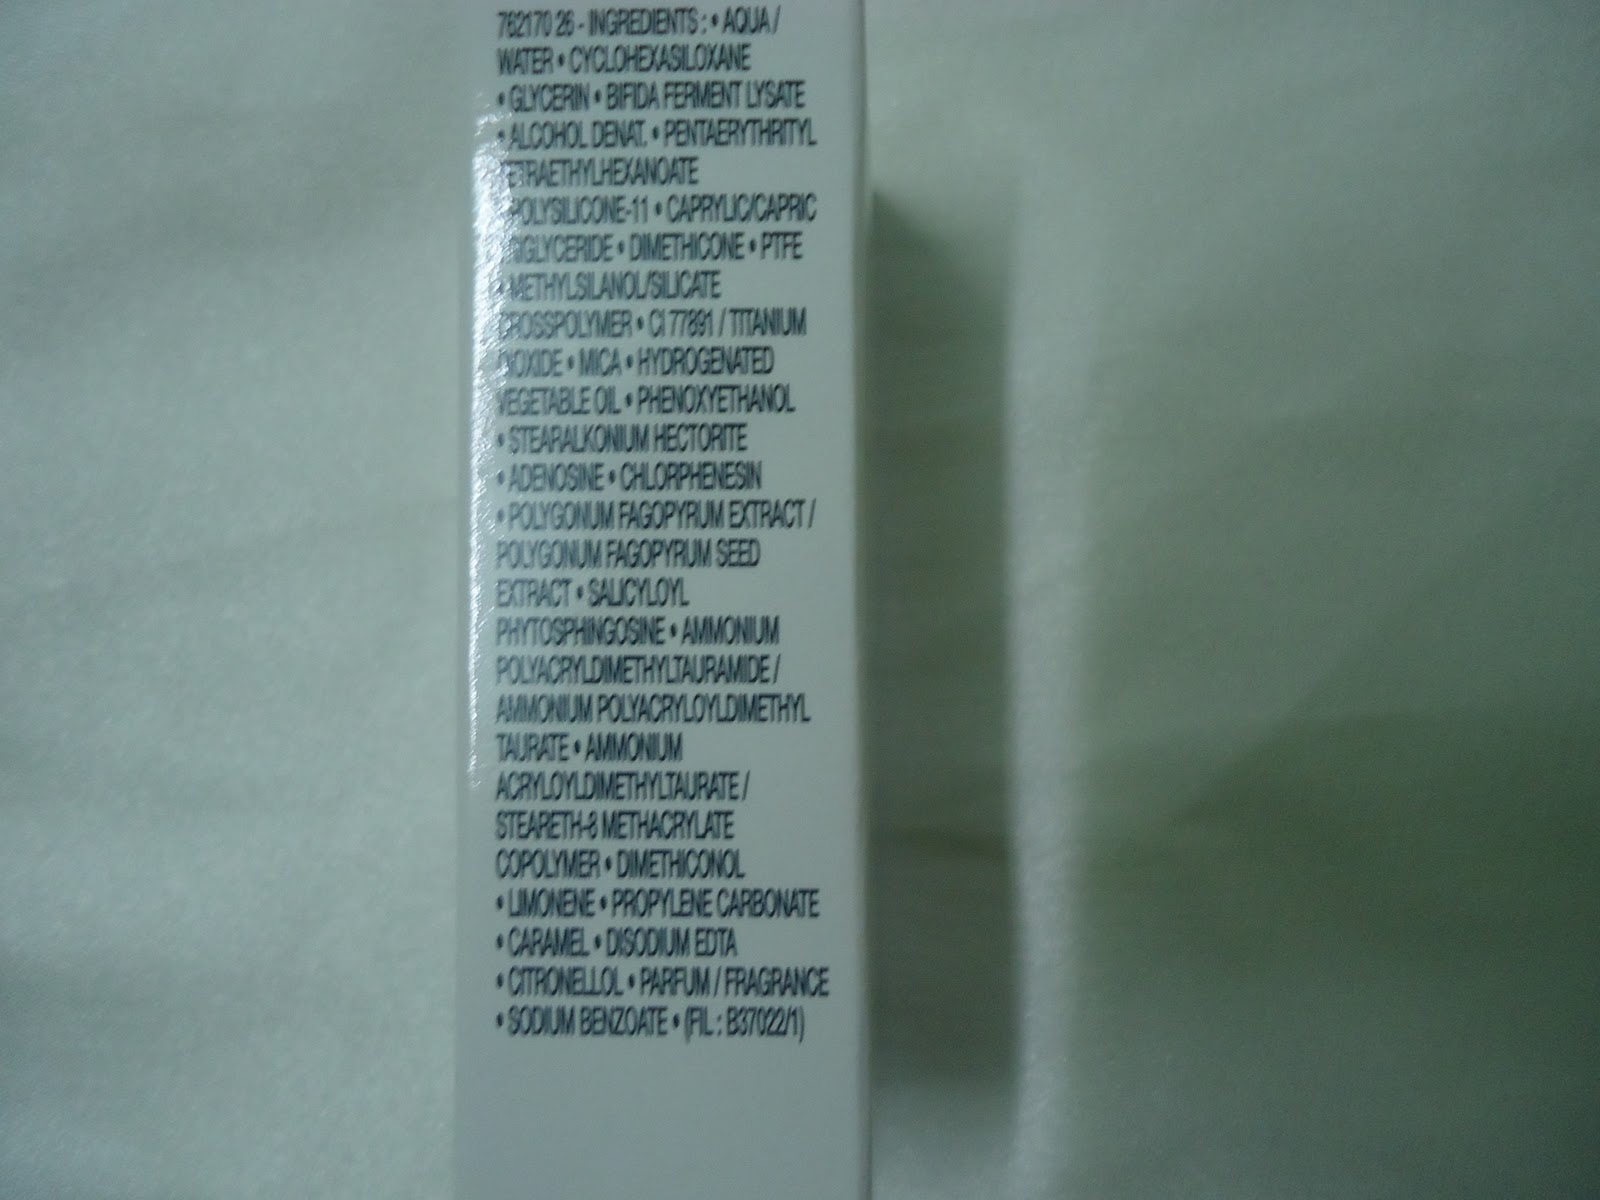 762170 26 - INGREDIENTS : • AQUA /
WATER • CYCLOHEXASILOXANE
• GLYCERIN • BIFIDA FERMENT LYSATE
• ALCOHOL DENAT. • PENTAERYTHRITYL
TETRAETHYLHEXANOATE
• POLYSILICONE-11 • CAPRYLIC/CAPRIC
TRIGLYCERIDE • DIMETHICONE • PTFE
• METHYLSILANOL/SILICATE
CROSSPOLYMER • CI 77891 / TITANIUM
DIOXIDE • MICA • HYDROGENATED
VEGETABLE OIL • PHENOXYETHANOL
• STEARALKONIUM HECTORITE
• ADENOSINE • CHLORPHENESIN
• POLYGONUM FAGOPYRUM EXTRACT /
POLYGONUM FAGOPYRUM SEED
EXTRACT • SALICYLOYL
PHYTOSPHINGOSINE • AMMONIUM
POLYACRYLDIMETHYLTAURAMIDE /
AMMONIUM POLYACRYLOYLDIMETHYL
TAURATE • AMMONIUM
ACRYLOYLDIMETHYLTAURATE /
STEARETH-8 METHACRYLATE
COPOLYMER • DIMETHICONOL
• LIMONENE • PROPYLENE CARBONATE
• CARAMEL • DISODIUM EDTA
• CITRONELLOL • PARFUM / FRAGRANCE
• SODIUM BENZOATE • (FIL : B37022/1)